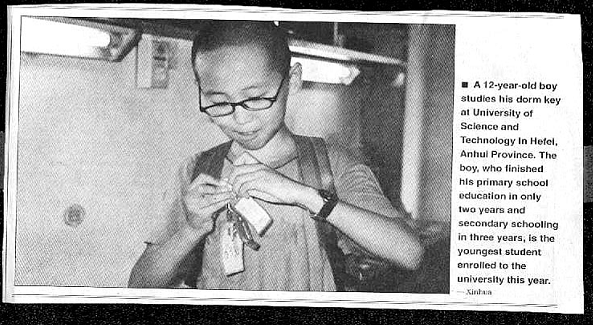 ■ A 12-year-old boy
studies his dorm key
at University of
Science and
Technology in Hefei,
Anhui Province. The
boy, who finished
his primary school
education in only
two years and
secondary schooling
in three years, is the
youngest student
enrolled to the
university this year.
— Xinhua